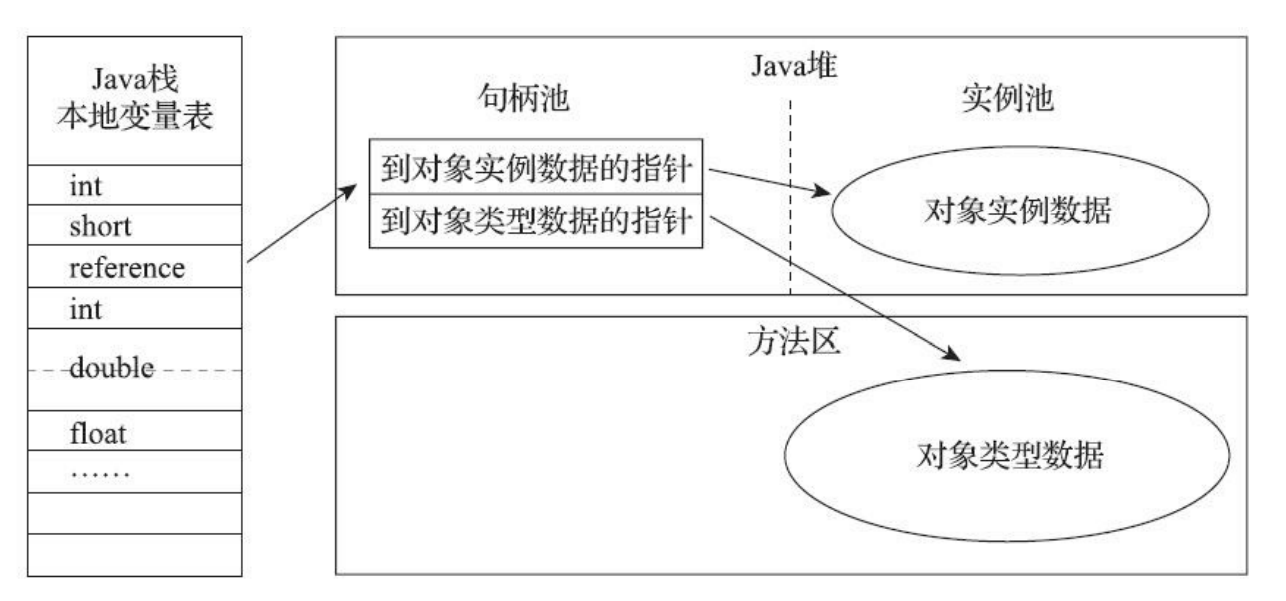 Java栈
本地变量表
int
short
reference
int
double
float
……
Java堆
句柄池
实例池
到对象实例数据的指针
到对象类型数据的指针
对象实例数据
方法区
对象类型数据